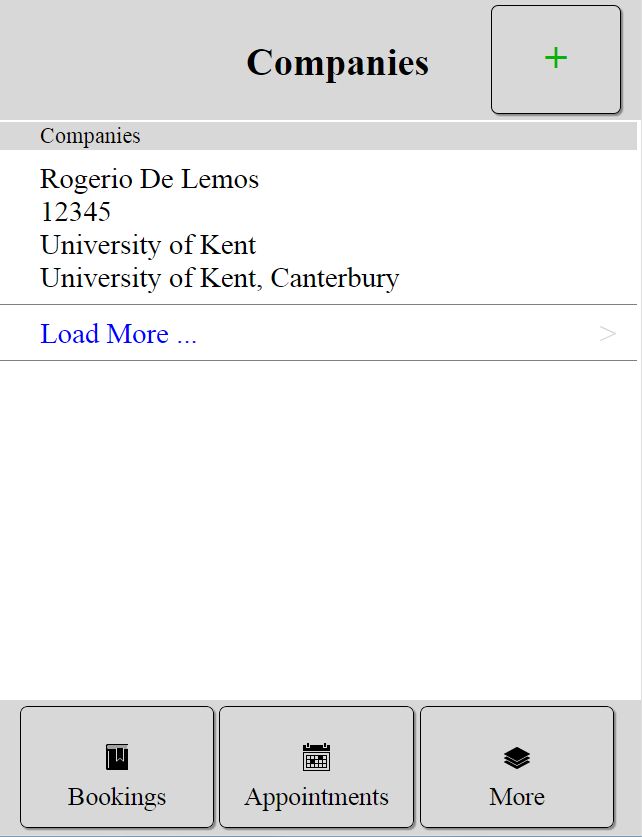 Companies
+
Companies
Rogerio De Lemos
12345
University of Kent
University of Kent, Canterbury
Load More ... >
Bookings
Appointments
More